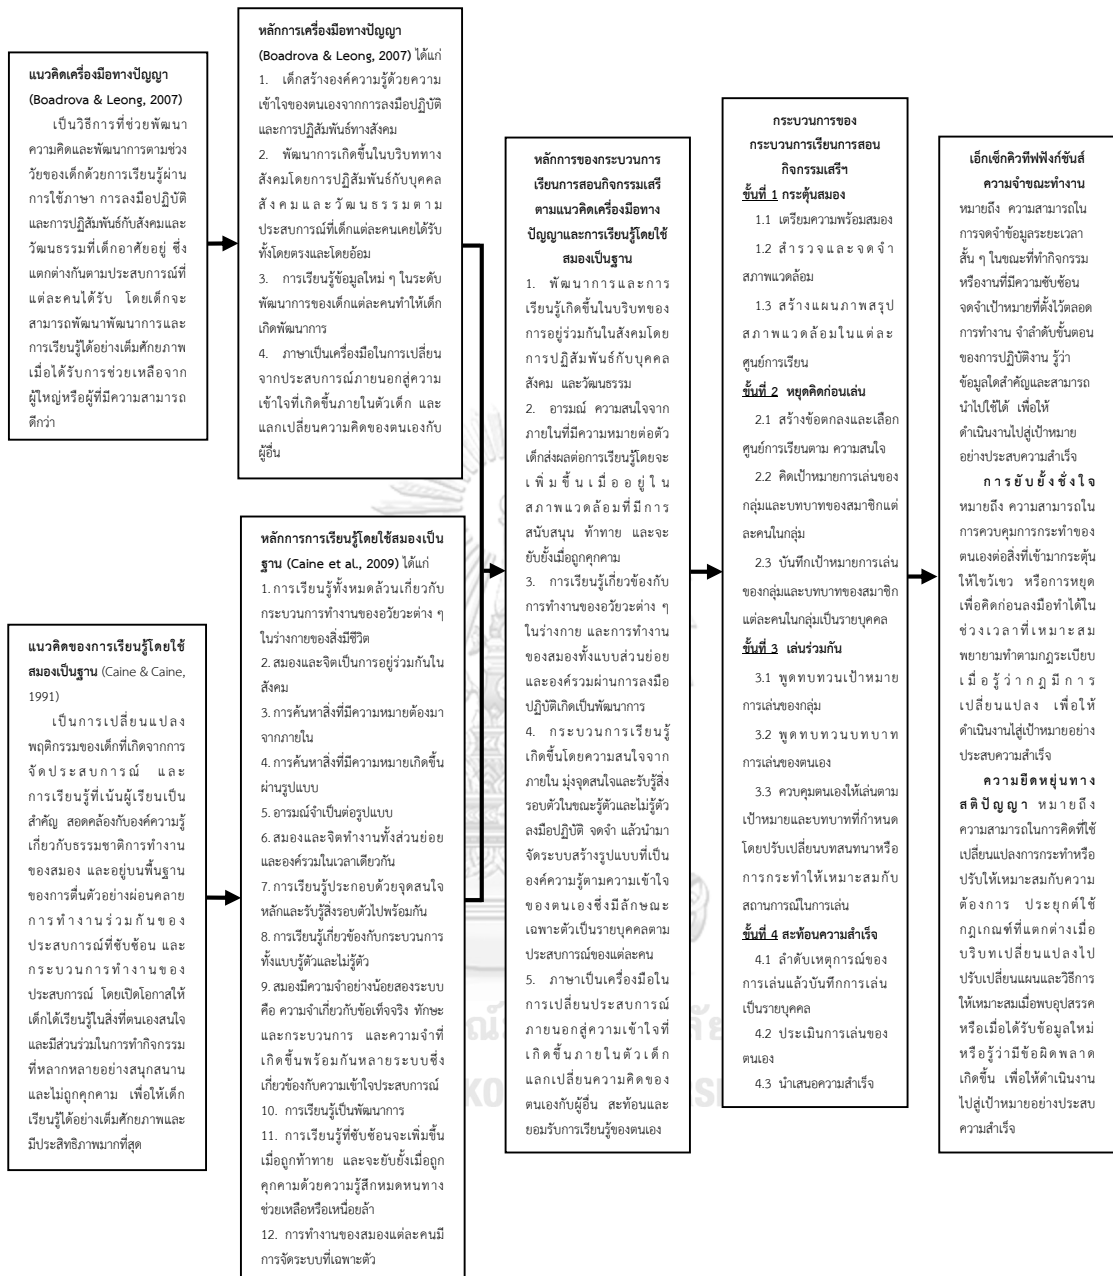 แนวคิดเครื่องมือทางปัญญา
(Boadrova & Leong, 2007)
เป็นวิธีการที่ช่วยพัฒนา
ความคิดและพัฒนาการตามช่วง
วัยของเด็กด้วยการเรียนรู้ผ่าน
การใช้ภาษา การลงมือปฏิบัติ
และการปฏิสัมพันธ์กับสังคมและ
วัฒนธรรมที่เด็กอาศัยอยู่ ซึ่ง
แตกต่างกันตามประสบการณ์ที่
แต่ละคนได้รับ โดยเด็กจะ
สามารถพัฒนาพัฒนาการและ
การเรียนรู้ได้อย่างเต็มศักยภาพ
เมื่อได้รับการช่วยเหลือจาก
ผู้ใหญ่หรือผู้ที่มีความสามารถ
ดีกว่า
แนวคิดของการเรียนรู้โดยใช้
สมองเป็นฐาน (Caine & Caine,
1991)
เป็นการเปลี่ยนแปลง
พฤติกรรมของเด็กที่เกิดจากการ
จัดประสบการณ์ และ
การเรียนรู้ที่เน้นผู้เรียนเป็น
สำคัญ สอดคล้องกับองค์ความรู้
เกี่ยวกับธรรมชาติการทำงาน
ของสมอง และอยู่บนพื้นฐาน
ของการตื่นตัวอย่างผ่อนคลาย
การทำงานร่วมกันของ
ประสบการณ์ที่ซับซ้อน และ
กระบวนการทำงานของ
ประสบการณ์ โดยเปิดโอกาสให้
เด็กได้เรียนรู้ในสิ่งที่ตนเองสนใจ
และมีส่วนร่วมในการทำกิจกรรม
ที่หลากหลายอย่างสนุกสนาน
และไม่ถูกคุกคาม เพื่อให้เด็ก
เรียนรู้ได้อย่างเต็มศักยภาพและ
มีประสิทธิภาพมากที่สุด
หลักการเครื่องมือทางปัญญา
(Boadrova & Leong, 2007) ได้แก่
1. เด็กสร้างองค์ความรู้ด้วยความ
เข้าใจของตนเองจากการลงมือปฏิบัติ
และการปฏิสัมพันธ์ทางสังคม
2. พัฒนาการเกิดขึ้นในบริบททาง
สังคมโดยการปฏิสัมพันธ์กับบุคคล
สังคมและวัฒนธรรมตาม
ประสบการณ์ที่เด็กแต่ละคนเคยได้รับ
ทั้งโดยตรงและโดยอ้อม
3. การเรียนรู้ข้อมูลใหม่ ๆ ในระดับ
พัฒนาการของเด็กแต่ละคนทำให้เด็ก
เกิดพัฒนาการ
4. ภาษาเป็นเครื่องมือในการเปลี่ยน
จากประสบการณ์ภายนอกสู่ความ
เข้าใจที่เกิดขึ้นภายในตัวเด็ก และ
แลกเปลี่ยนความคิดของตนเองกับ
ผู้อื่น
หลักการการเรียนรู้โดยใช้สมองเป็น
ฐาน (Caine et al., 2009) ได้แก่
1. การเรียนรู้ทั้งหมดล้วนเกี่ยวกับ
กระบวนการทำงานของอวัยวะต่าง ๆ
ในร่างกายของสิ่งมีชีวิต
2. สมองและจิตเป็นการอยู่ร่วมกันใน
สังคม
3. การค้นหาสิ่งที่มีความหมายต้องมา
จากภายใน
4. การค้นหาสิ่งที่มีความหมายเกิดขึ้น
ผ่านรูปแบบ
5. อารมณ์จำเป็นต่อรูปแบบ
6. สมองและจิตทำงานทั้งส่วนย่อย
และองค์รวมในเวลาเดียวกัน
7. การเรียนรู้ประกอบด้วยจุดสนใจ
หลักและรับรู้สิ่งรอบตัวไปพร้อมกัน
8. การเรียนรู้เกี่ยวข้องกับกระบวนการ
ทั้งแบบรู้ตัวและไม่รู้ตัว
9. สมองมีความจำอย่างน้อยสองระบบ
คือ ความจำเกี่ยวกับข้อเท็จจริง ทักษะ
และกระบวนการ และความจำที่
เกิดขึ้นพร้อมกันหลายระบบซึ่ง
เกี่ยวข้องกับความเข้าใจประสบการณ์
10. การเรียนรู้เป็นพัฒนาการ
11. การเรียนรู้ที่ซับซ้อนจะเพิ่มขึ้น
เมื่อถูกท้าทาย และจะยับยั้งเมื่อถูก
คุกคามด้วยความรู้สึกหมดหนทาง
ช่วยเหลือหรือเหนื่อยล้า
12. การทำงานของสมองแต่ละคนมี
การจัดระบบที่เฉพาะตัว
หลักการของกระบวนการ
เรียนการสอนกิจกรรมเสรี
ตามแนวคิดเครื่องมือทาง
ปัญญาและการเรียนรู้โดยใช้
สมองเป็นฐาน
1. พัฒนาการและการ
เรียนรู้เกิดขึ้นในบริบทของ
การอยู่ร่วมกันในสังคมโดย
การปฏิสัมพันธ์กับบุคคล
สังคม และวัฒนธรรม
2. อารมณ์ ความสนใจจาก
ภายในที่มีความหมายต่อตัว
เด็กส่งผลต่อการเรียนรู้โดยจะ
เพิ่มขึ้นเมื่ออยู่ใน
สภาพแวดล้อมที่มีการ
สนับสนุน ท้าทาย และจะ
ยับยั้งเมื่อถูกคุกคาม
3. การเรียนรู้เกี่ยวข้องกับ
การทำงานของอวัยวะต่าง ๆ
ในร่างกาย และการทำงาน
ของสมองทั้งแบบส่วนย่อย
และองค์รวมผ่านการลงมือ
ปฏิบัติเกิดเป็นพัฒนาการ
4. กระบวนการเรียนรู้
เกิดขึ้นโดยความสนใจจาก
ภายใน มุ่งจุดสนใจและรับรู้สิ่ง
รอบตัวในขณะรู้ตัวและไม่รู้ตัว
ลงมือปฏิบัติ จดจำ แล้วนำมา
จัดระบบสร้างรูปแบบที่เป็น
องค์ความรู้ตามความเข้าใจ
ของตนเองซึ่งมีลักษณะ
เฉพาะตัวเป็นรายบุคคลตาม
ประสบการณ์ของแต่ละคน
5. ภาษาเป็นเครื่องมือใน
การเปลี่ยนประสบการณ์
ภายนอกสู่ความเข้าใจที่
เกิดขึ้นภายในตัวเด็ก
แลกเปลี่ยนความคิดของ
ตนเองกับผู้อื่น สะท้อนและ
ยอมรับการเรียนรู้ของตนเอง
กระบวนการของ
กระบวนการเรียนการสอน
กิจกรรมเสรีฯ
ขั้นที่ 1 กระตุ้นสมอง
1.1 เตรียมความพร้อมสมอง
1.2 สำรวจและจดจำ
สภาพแวดล้อม
1.3 สร้างแผนภาพสรุป
สภาพแวดล้อมในแต่ละ
ศูนย์การเรียน
ขั้นที่ 2 หยุดคิดก่อนเล่น
2.1 สร้างข้อตกลงและเลือก
ศูนย์การเรียนตาม ความสนใจ
2.2 คิดเป้าหมายการเล่นของ
กลุ่มและบทบาทของสมาชิกแต่
ละคนในกลุ่ม
2.3 บันทึกเป้าหมายการเล่น
ของกลุ่มและบทบาทของสมาชิก
แต่ละคนในกลุ่มเป็นรายบุคคล
ขั้นที่ 3 เล่นร่วมกัน
3.1 พูดทบทวนเป้าหมาย
การเล่นของกลุ่ม
3.2 พูดทบทวนบทบาท
การเล่นของตนเอง
3.3 ควบคุมตนเองให้เล่นตาม
เป้าหมายและบทบาทที่กำหนด
โดยปรับเปลี่ยนบทสนทนาหรือ
การกระทำให้เหมาะสมกับ
สถานการณ์ในการเล่น
ขั้นที่ 4 สะท้อนความสำเร็จ
4.1 ลำดับเหตุการณ์ของ
การเล่นแล้วบันทึกการเล่น
เป็นรายบุคคล
4.2 ประเมินการเล่นของ
ตนเอง
4.3 นำเสนอความสำเร็จ
เอ็กเซ็กคิวทีฟฟังก์ชันส์
ความจำขณะทำงาน
หมายถึง ความสามารถใน
การจดจำข้อมูลระยะเวลา
สั้น ๆ ในขณะที่ทำกิจกรรม
หรืองานที่มีความซับซ้อน
จดจำเป้าหมายที่ตั้งไว้ตลอด
การทำงาน จำลำดับขั้นตอน
ของการปฏิบัติงาน รู้ว่า
ข้อมูลใดสำคัญและสามารถ
นำไปใช้ได้ เพื่อให้
ดำเนินงานไปสู่เป้าหมาย
อย่างประสบความสำเร็จ
การยับยั้งชั่งใจ
หมายถึง ความสามารถใน
การควบคุมการกระทำของ
ตนเองต่อสิ่งที่เข้ามากระตุ้น
ให้ไขว้เขว หรือการหยุด
เพื่อคิดก่อนลงมือทำได้ใน
ช่วงเวลาที่เหมาะสม
พยายามทำตามกฎระเบียบ
เมื่อรู้ว่ากฎมีการ
เปลี่ยนแปลง เพื่อให้
ดำเนินงานไสู่เป้าหมายอย่าง
ประสบความสำเร็จ
ความยืดหยุ่นทาง
สติปัญญา หมายถึง
ความสามารถในการคิดที่ใช้
เปลี่ยนแปลงการกระทำหรือ
ปรับให้เหมาะสมกับความ
ต้องการ ประยุกต์ใช้
กฎเกณฑ์ที่แตกต่างเมื่อ
บริบทเปลี่ยนแปลงไป
ปรับเปลี่ยนแผนและวิธีการ
ให้เหมาะสมเมื่อพบอุปสรรค
หรือเมื่อได้รับข้อมูลใหม่
หรือรู้ว่ามีข้อผิดพลาด
เกิดขึ้น เพื่อให้ดำเนินงาน
ไปสู่เป้าหมายอย่างประสบ
ความสำเร็จ